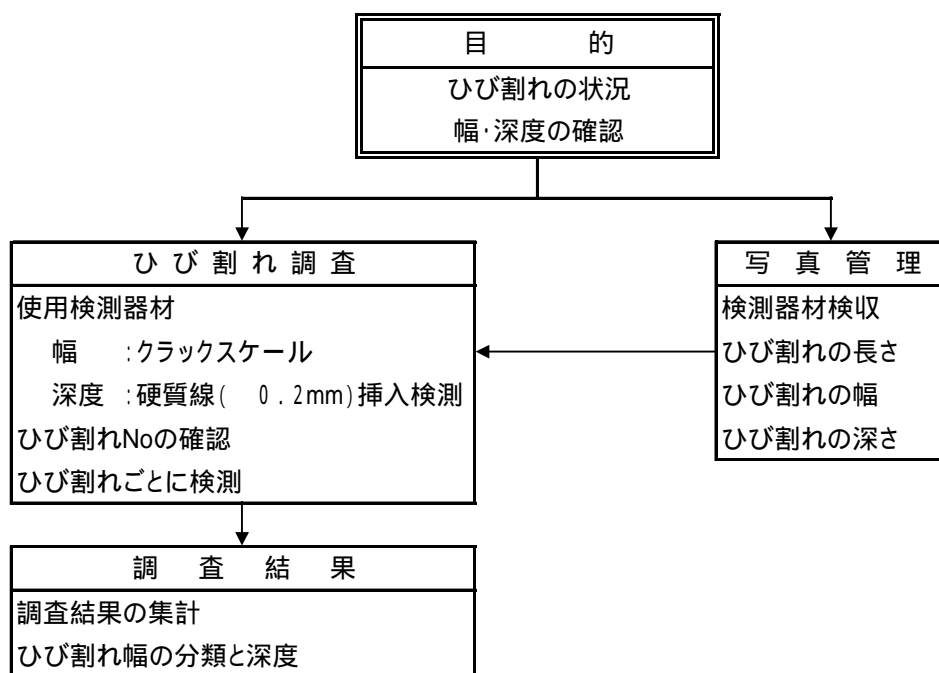 目 的
ひび割れの状況
幅・深度の確認
ひ び 割 れ 調 査
使用検測器材
幅 :クラックスケール
深度 :硬質線( 0.2mm)挿入検測
ひび割れNoの確認
ひび割れごとに検測
写 真 管 理
検測器材検収
ひび割れの長さ
ひび割れの幅
ひび割れの深さ
調 査 結 果
調査結果の集計
ひび割れ幅の分類と深度